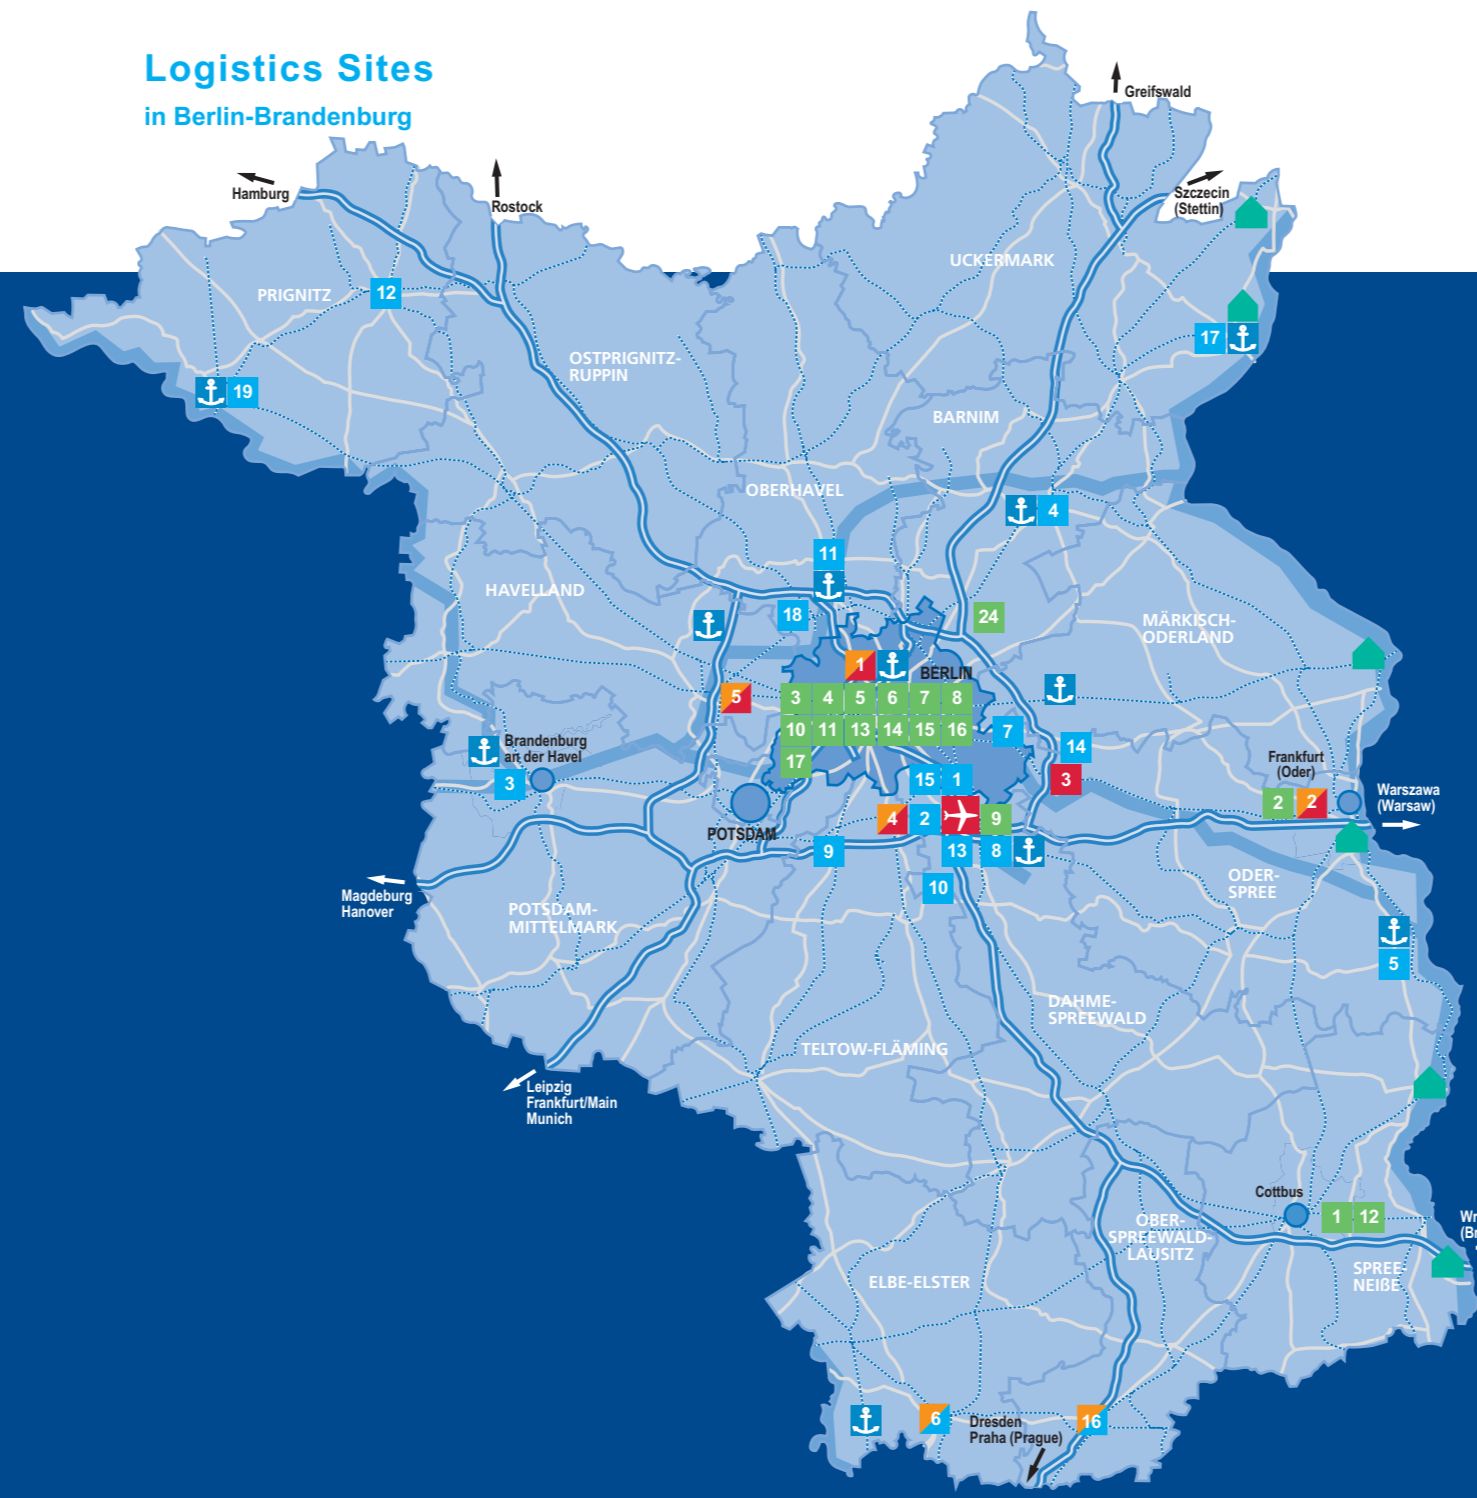 Logistics Sites
in Berlin-Brandenburg
Greifswald
Hamburg
Rostock
Szczecin
(Stettin)
UCKERMARK
PRIGNITZ
12
17
OSTPRIGNITZ-
RUPPIN
19
BARNIM
OBERHAVEL
4
11
HAVELLAND
18
24
MÄRKISCH-
ODERLAND
1
BERLIN
5
3 4 5 6 7 8
10 11 13 14 15 16
7
14
17
Brandenburg
an der Havel
3
15 1
3
Frankfurt
(Oder)
2 2
Warszawa
(Warsaw)
POTSDAM
4 2 9
9
13 8
10
Magdeburg
Hanover
POTSDAM-
MITTELMARK
ODER-
SPREE
5
DAHME-
SPREEWALD
TELTOW-FLÄMING
Leipzig
Frankfurt/Main
Munich
Cottbus
1 12
OBER-
SPREEWALD-
LAUSITZ
SPREE-
NEIßE
ELBE-ELSTER
6
Dresden
Praha (Prague)
16